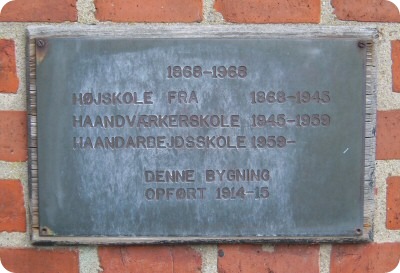 1868-1968
HØJSKOLE FRA 1868-1945
HAANDVÆRKERSKOLE 1945-1959
HAANDARBEJDSSKOLE 1959-
DENNE BYGNING
OPFØRT 1914-15